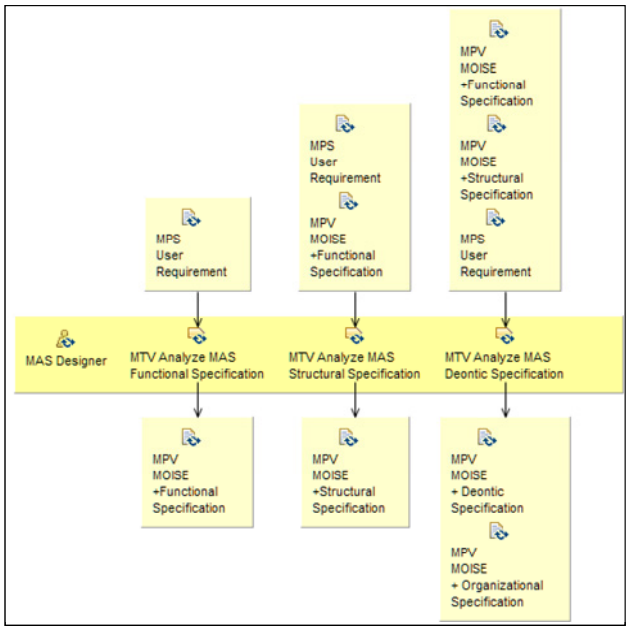 MPV
MOISE
+Functional
Specification
MPV
MOISE
+Structural
Specification
MPS
User
Requirement
MPS
User
Requirement
MPV
MOISE
+Functional
Specification
MPS
User
Requirement
MAS Designer
MTV Analyze MAS
Functional Specification
MTV Analyze MAS
Structural Specification
MTV Analyze MAS
Deontic Specification
MPV
MOISE
+Functional
Specification
MPV
MOISE
+Structural
Specification
MPV
MOISE
+ Deontic
Specification
MPV
MOISE
+ Organizational
Specification